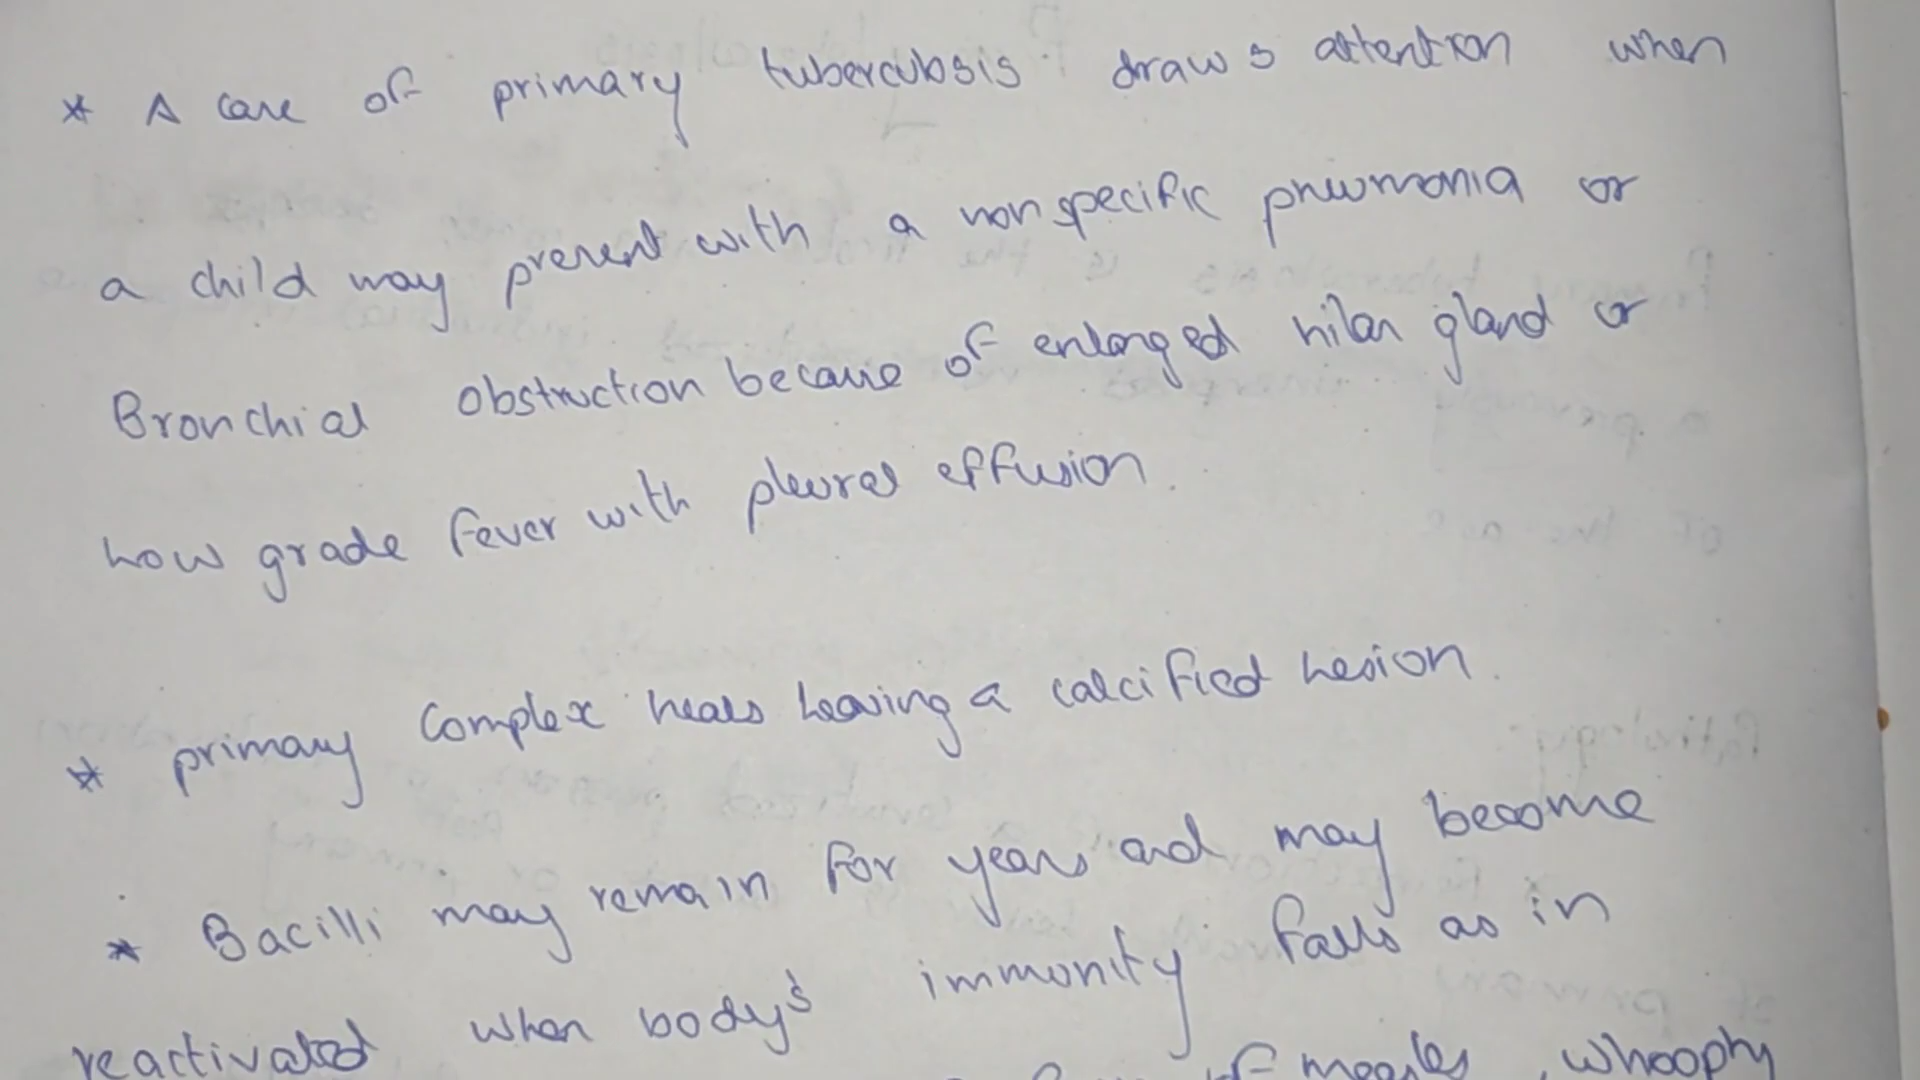 * A case of primary tuberculosis draws attention when
a child may present with a nonspecific pneumonia or
Bronchial obstruction because of enlarged hilar gland or
Low grade fever with pleural effusion.
* primary Complex heals Leaving a calcified Lesion.
* Bacilli may remain for years and may become
reactivated when body's immunity falls as in
of measles, whoophy